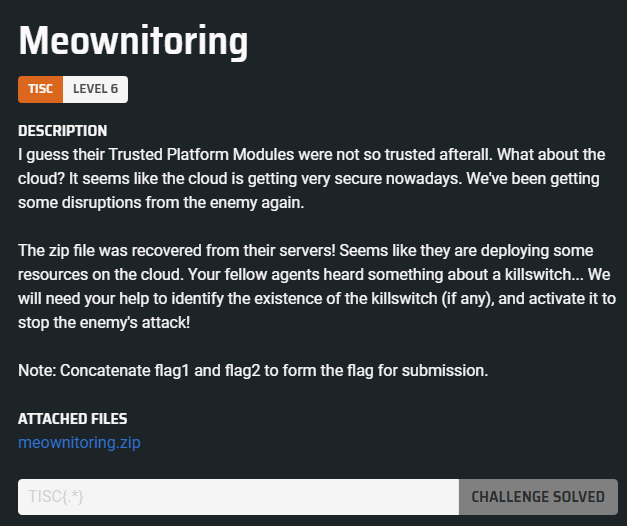 Meownitoring
TISC LEVEL 6
DESCRIPTION
I guess their Trusted Platform Modules were not so trusted afterall. What about the
cloud? It seems like the cloud is getting very secure nowadays. We've been getting
some disruptions from the enemy again.
The zip file was recovered from their servers! Seems like they are deploying some
resources on the cloud. Your fellow agents heard something about a killswitch... We
will need your help to identify the existence of the killswitch (if any), and activate it to
stop the enemy's attack!
Note: Concatenate flag1 and flag2 to form the flag for submission.
ATTACHED FILES
meownitoring.zip
TISC{.*} CHALLENGE SOLVED